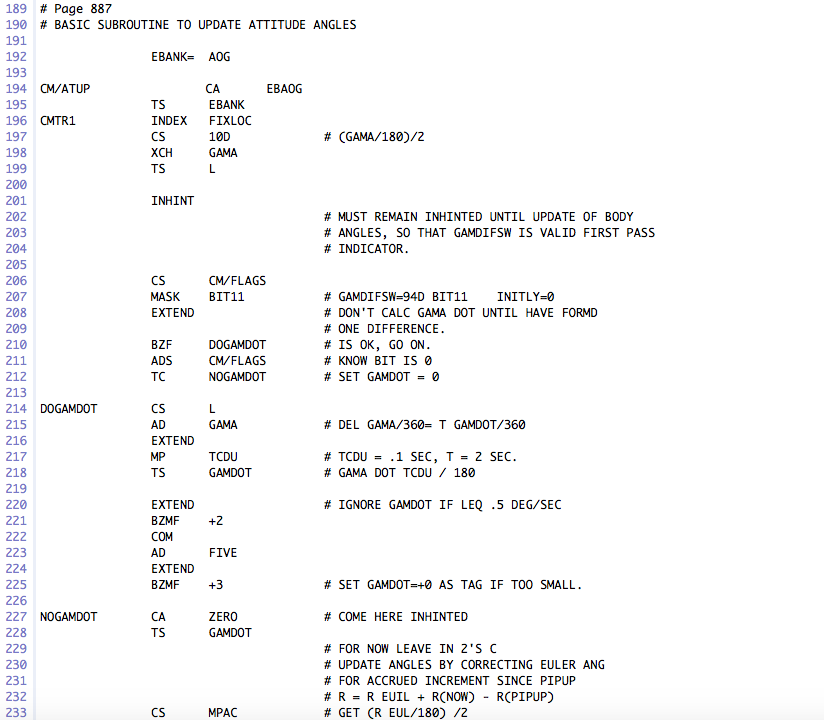 189 # Page 887
190 # BASIC SUBROUTINE TO UPDATE ATTITUDE ANGLES
191
192 EBANK= AOG
193
194 CM/ATUP CA EBAOG
195 TS EBANK
196 CMTR1 INDEX FIXLOC
197 CS 10D # (GAMA/180)/2
198 XCH GAMA
199 TS L
200
201 INHINT
202 # MUST REMAIN INHINTED UNTIL UPDATE OF BODY
203 # ANGLES, SO THAT GAMDIFSW IS VALID FIRST PASS
204 # INDICATOR.
205
206 CS CM/FLAGS
207 MASK BIT11 # GAMDIFSW=94D BIT11 INITLY=0
208 EXTEND # DON'T CALC GAMA DOT UNTIL HAVE FORMD
209 # ONE DIFFERENCE.
210 BZF DOGAMDOT # IS OK, GO ON.
211 ADS CM/FLAGS # KNOW BIT IS 0
212 TC NOGAMDOT # SET GAMDOT = 0
213
214 DOGAMDOT CS L
215 AD GAMA # DEL GAMA/360= T GAMDOT/360
216 EXTEND
217 MP TCDU # TCDU = .1 SEC, T = 2 SEC.
218 TS GAMDOT # GAMA DOT TCDU / 180
219
220 EXTEND # IGNORE GAMDOT IF LEQ .5 DEG/SEC
221 BZMF +2
222 COM
223 AD FIVE
224 EXTEND
225 BZMF +3 # SET GAMDOT=+0 AS TAG IF TOO SMALL.
226
227 NOGAMDOT CA ZERO # COME HERE INHINTED
228 TS GAMDOT
229 # FOR NOW LEAVE IN 2'S C
230 # UPDATE ANGLES BY CORRECTING EULER ANG
231 # FOR ACCRUED INCREMENT SINCE PIPUP
232 # R = R EUIL + R(NOW) - R(PIPUP)
233 CS MPAC # GET (R EUL/180) /2